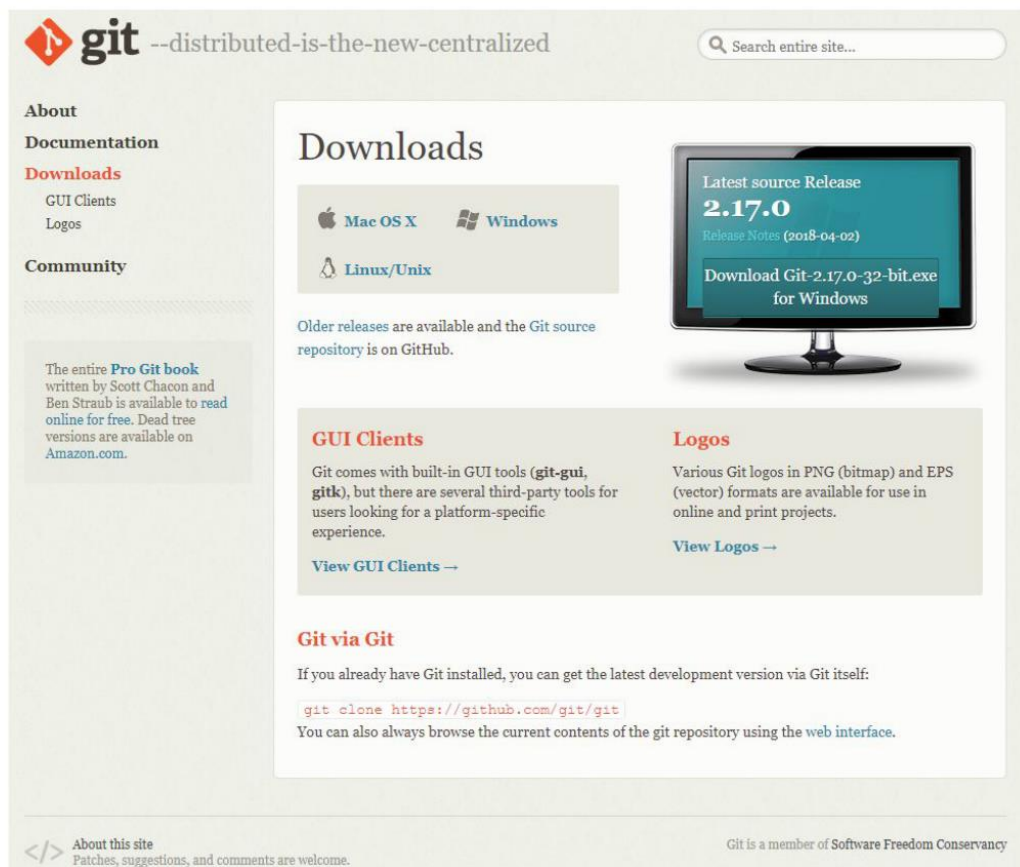 git --distributed-is-the-new-centralized
Search entire site...
About
Documentation
Downloads
GUI Clients
Logos
Community
The entire Pro Git book
written by Scott Chacon and
Ben Straub is available to read
online for free. Dead tree
versions are available on
Amazon.com.
Downloads
Mac OS X
Windows
Linux/Unix
Older releases are available and the Git source
repository is on GitHub.
Latest source Release
2.17.0
Release Notes (2018-04-02)
Download Git-2.17.0-32-bit.exe
for Windows
GUI Clients
Git comes with built-in GUI tools (git-gui,
gitk), but there are several third-party tools for
users looking for a platform-specific
experience.
View GUI Clients →
Logos
Various Git logos in PNG (bitmap) and EPS
(vector) formats are available for use in
online and print projects.
View Logos →
Git via Git
If you already have Git installed, you can get the latest development version via Git itself:
git clone https://github.com/git/git
You can also always browse the current contents of the git repository using the web interface.
</> About this site
Patches, suggestions, and comments are welcome.
Git is a member of Software Freedom Conservancy